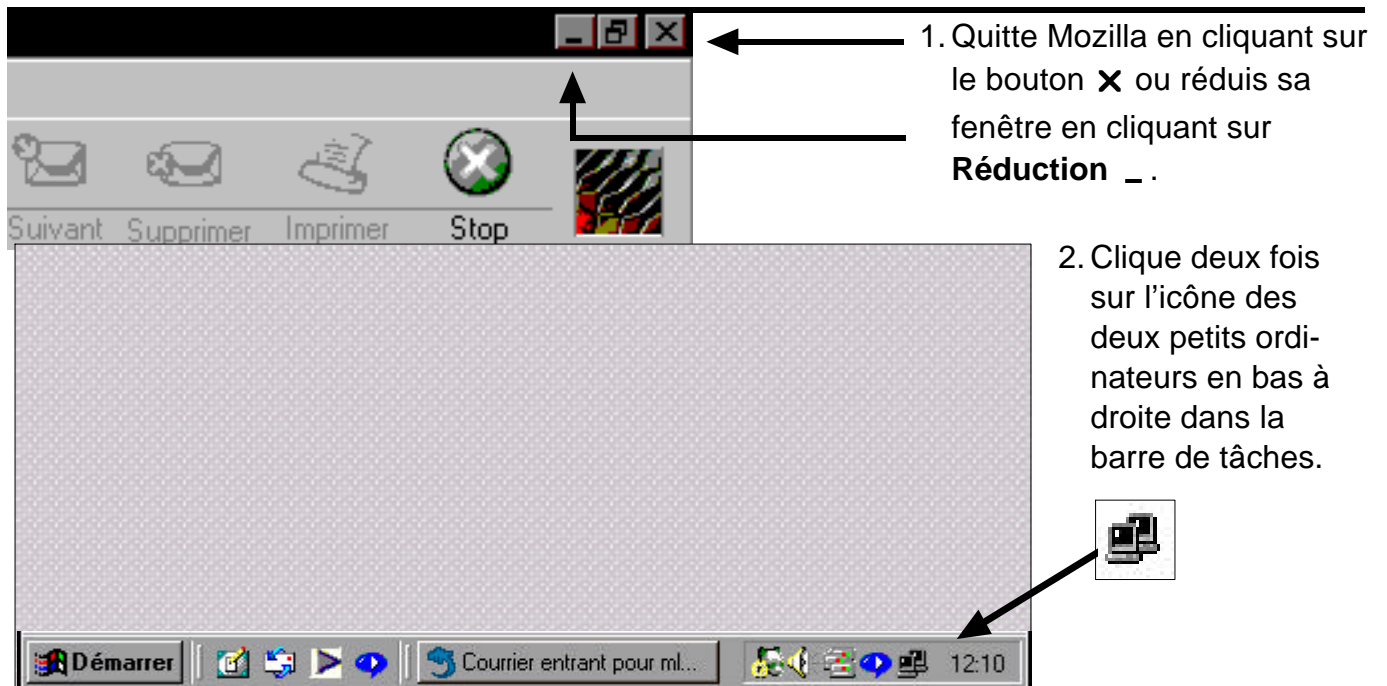 1. Quitte Mozilla en cliquant sur
le bouton ✕ ou réduis sa
fenêtre en cliquant sur
Réduction _ .
Suivant Supprimer Imprimer Stop
2. Clique deux fois
sur l’icône des
deux petits ordi-
nateurs en bas à
droite dans la
barre de tâches.
Démarrer Courrier entrant pour ml... 12:10